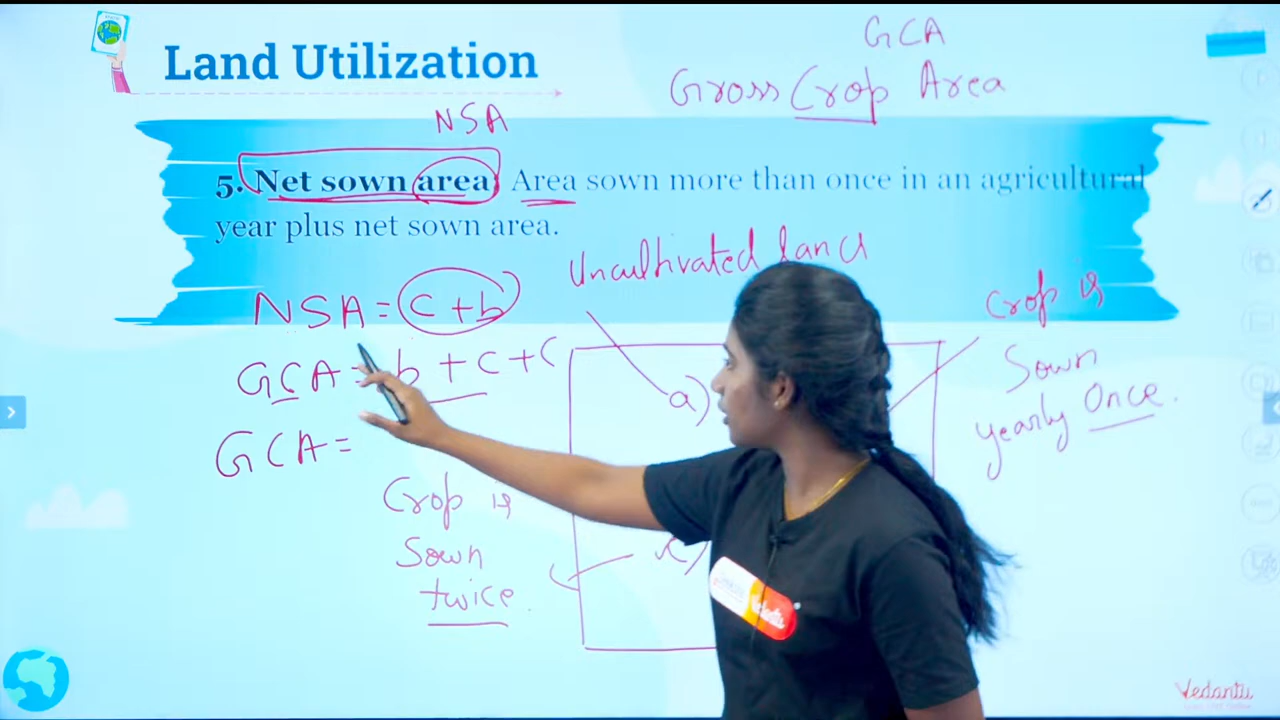 GCA
Land Utilization
Gross Crop Area
NSA
5. Net sown area Area sown more than once in an agricultural
year plus net sown area.
Uncultivated land
NSA = c + b
Crop is
Sown
yearly Once.
GCA = b + c + c
a)
GCA =
Crop is
Sown
twice.
c)
Vedantu
Vedantu